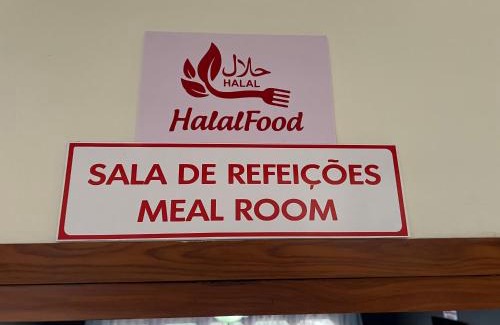 حلال
HALAL
HalalFood
SALA DE REFEIÇÕES
MEAL ROOM